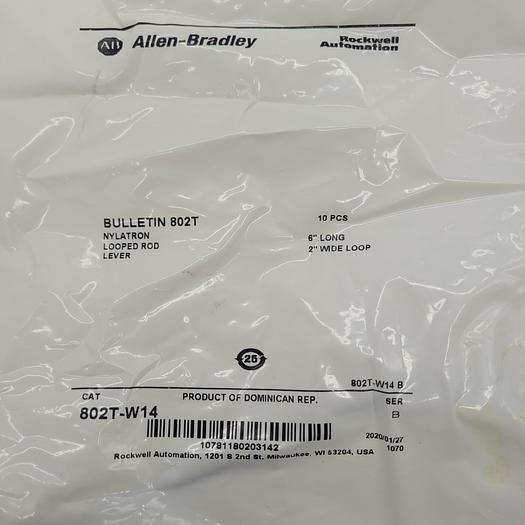 AB Allen-Bradley
Rockwell
Automation
BULLETIN 802T
NYLATRON
LOOPED ROD
LEVER
10 PCS
6" LONG
2" WIDE LOOP
25
802T-W14 B
CAT
PRODUCT OF DOMINICAN REP.
SER
802T-W14
B
10781180203142
2020/01/27
1070
Rockwell Automation, 1201 S 2nd St. Milwaukee, WI 53204, USA